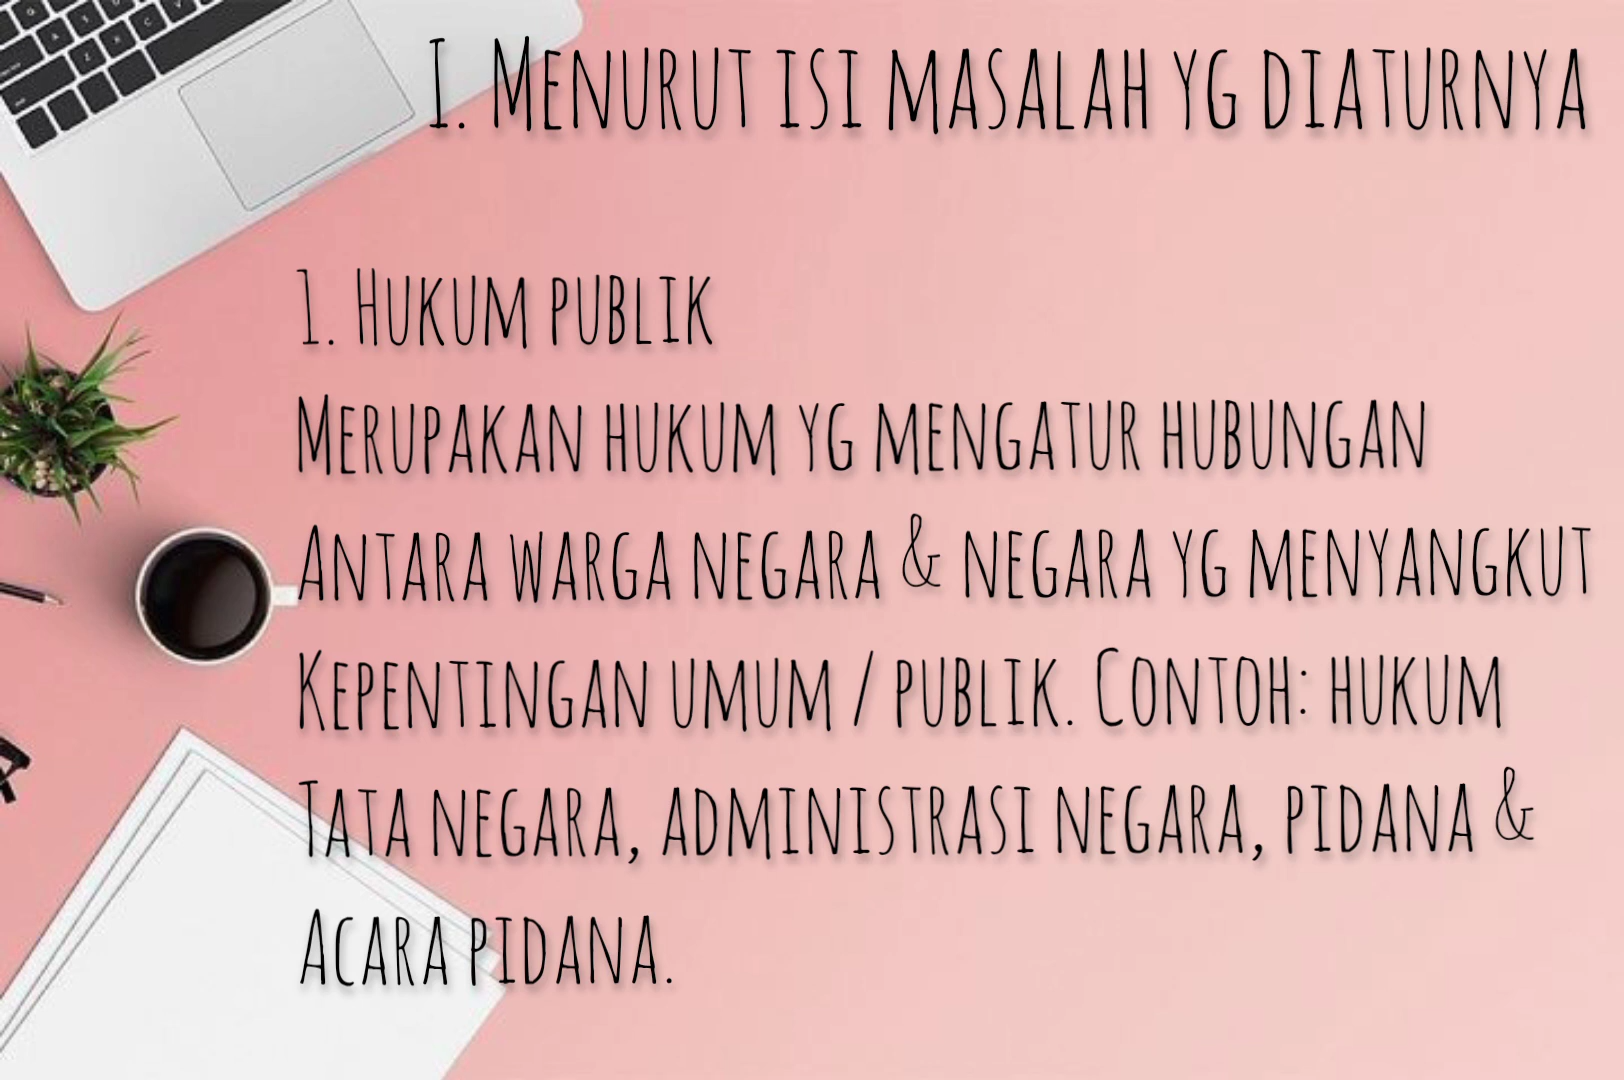 I. Menurut isi masalah yg diaturnya
1. Hukum publik
Merupakan hukum yg mengatur hubungan
Antara warga negara & negara yg menyangkut
Kepentingan umum / publik. Contoh: hukum
Tata negara, administrasi negara, pidana &
Acara pidana.